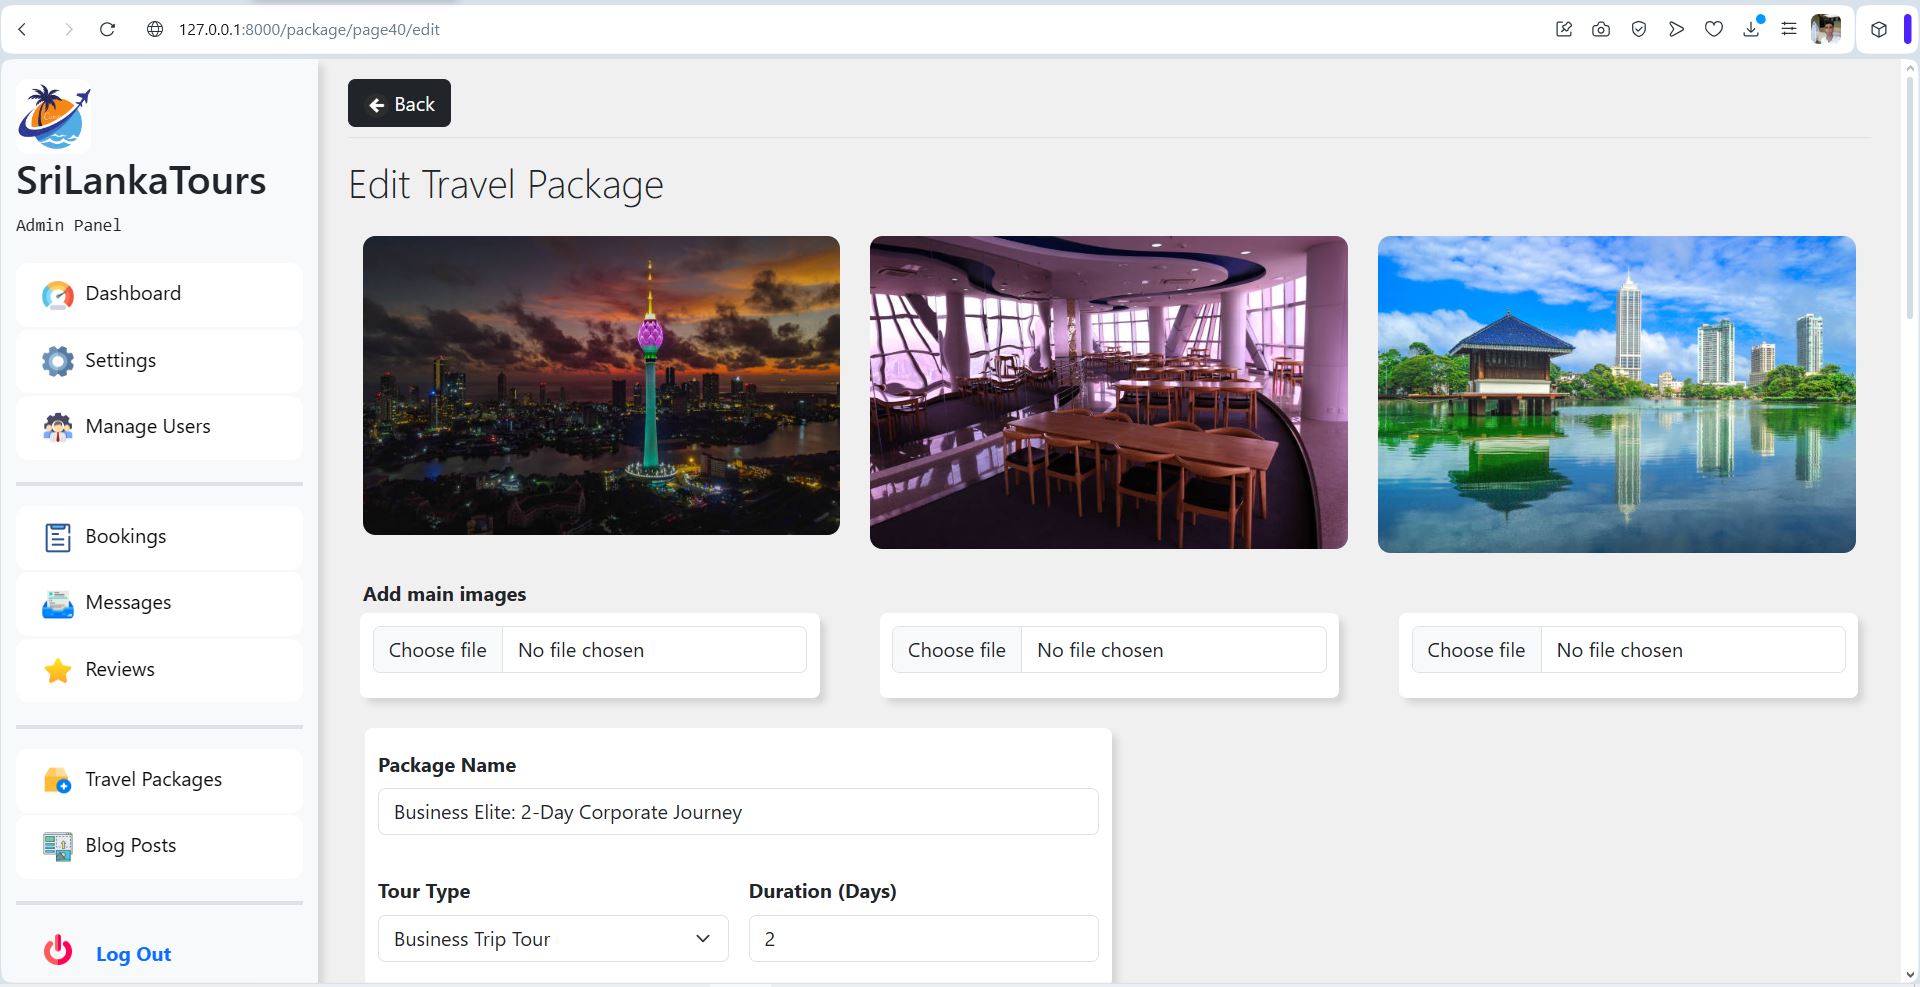 127.0.0.1:8000/package/page40/edit
SriLankaTours
Admin Panel
Dashboard
Settings
Manage Users
Bookings
Messages
Reviews
Travel Packages
Blog Posts
Log Out
Back
Edit Travel Package
Add main images
Choose file No file chosen
Choose file No file chosen
Choose file No file chosen
Package Name
Business Elite: 2-Day Corporate Journey
Tour Type
Business Trip Tour
Duration (Days)
2